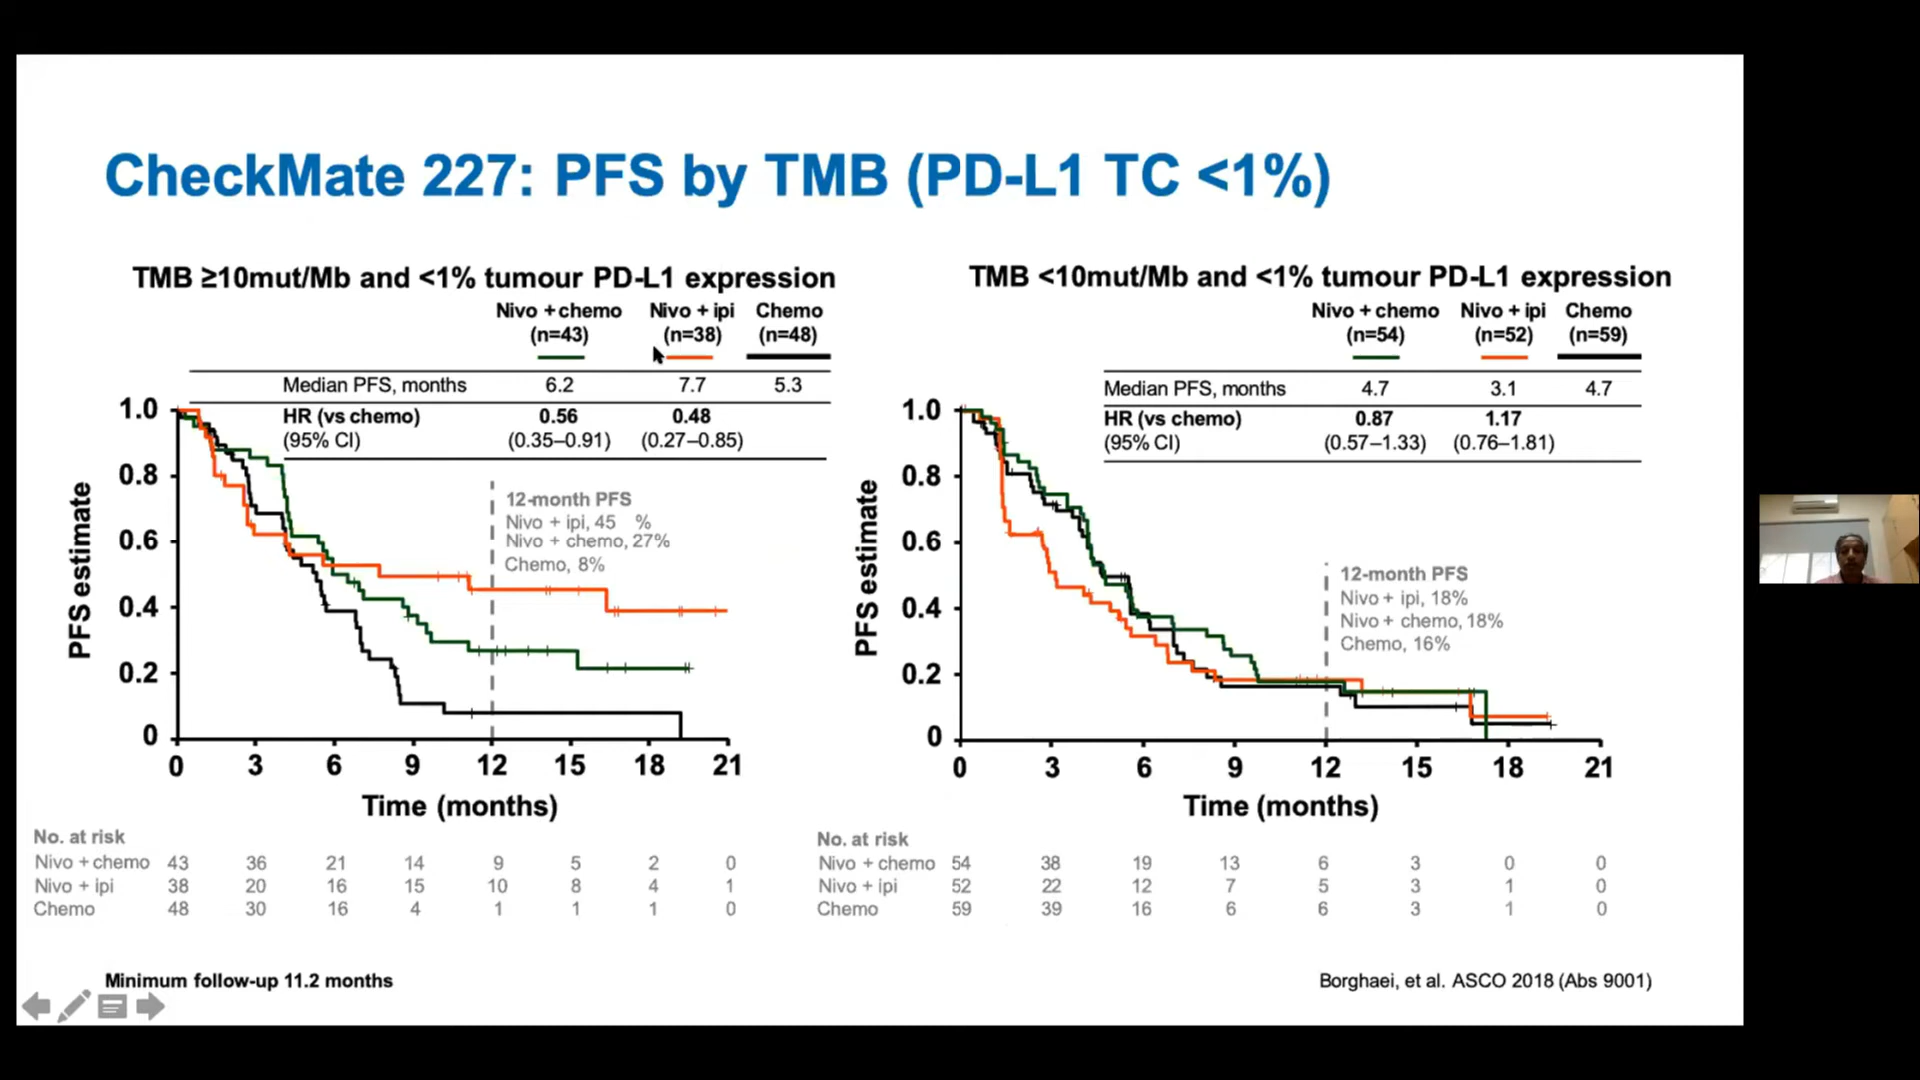 CheckMate 227: PFS by TMB (PD-L1 TC <1%)
TMB ≥10mut/Mb and <1% tumour PD-L1 expression
Nivo + chemo Nivo + ipi Chemo
(n=43) (n=38) (n=48)
Median PFS, months 6.2 7.7 5.3
HR (vs chemo) 0.56 0.48
(95% CI) (0.35–0.91) (0.27–0.85)
12-month PFS
Nivo + ipi, 45 %
Nivo + chemo, 27%
Chemo, 8%
PFS estimate
1.0
0.8
0.6
0.4
0.2
0
0 3 6 9 12 15 18 21
Time (months)
No. at risk
Nivo + chemo 43 36 21 14 9 5 2 0
Nivo + ipi 38 20 16 15 10 8 4 1
Chemo 48 30 16 4 1 1 1 0
TMB <10mut/Mb and <1% tumour PD-L1 expression
Nivo + chemo Nivo + ipi Chemo
(n=54) (n=52) (n=59)
Median PFS, months 4.7 3.1 4.7
HR (vs chemo) 0.87 1.17
(95% CI) (0.57–1.33) (0.76–1.81)
12-month PFS
Nivo + ipi, 18%
Nivo + chemo, 18%
Chemo, 16%
PFS estimate
1.0
0.8
0.6
0.4
0.2
0
0 3 6 9 12 15 18 21
Time (months)
No. at risk
Nivo + chemo 54 38 19 13 6 3 0 0
Nivo + ipi 52 22 12 7 5 3 1 0
Chemo 59 39 16 6 6 3 1 0
Minimum follow-up 11.2 months
Borghaei, et al. ASCO 2018 (Abs 9001)